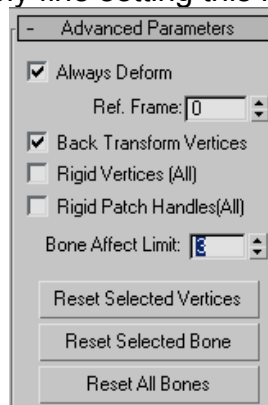 - Advanced Parameters
Always Deform
Ref. Frame: 0
Back Transform Vertices
Rigid Vertices (All)
Rigid Patch Handles(All)
Bone Affect Limit: 3
Reset Selected Vertices
Reset Selected Bone
Reset All Bones